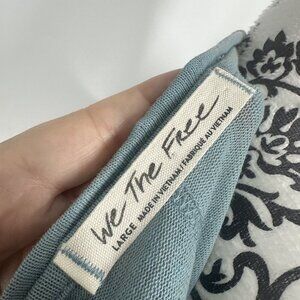 We The Free
LARGE MADE IN VIETNAM / FABRIQUÉ AU VIETNAM